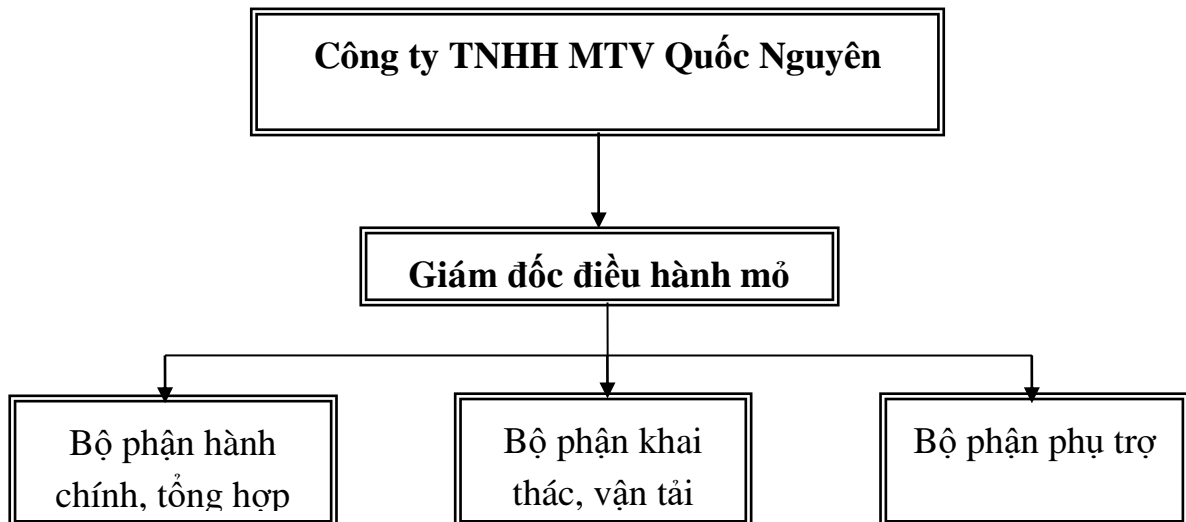 Công ty TNHH MTV Quốc Nguyên
Giám đốc điều hành mỏ
Bộ phận hành
chính, tổng hợp
Bộ phận khai
thác, vận tải
Bộ phận phụ trợ